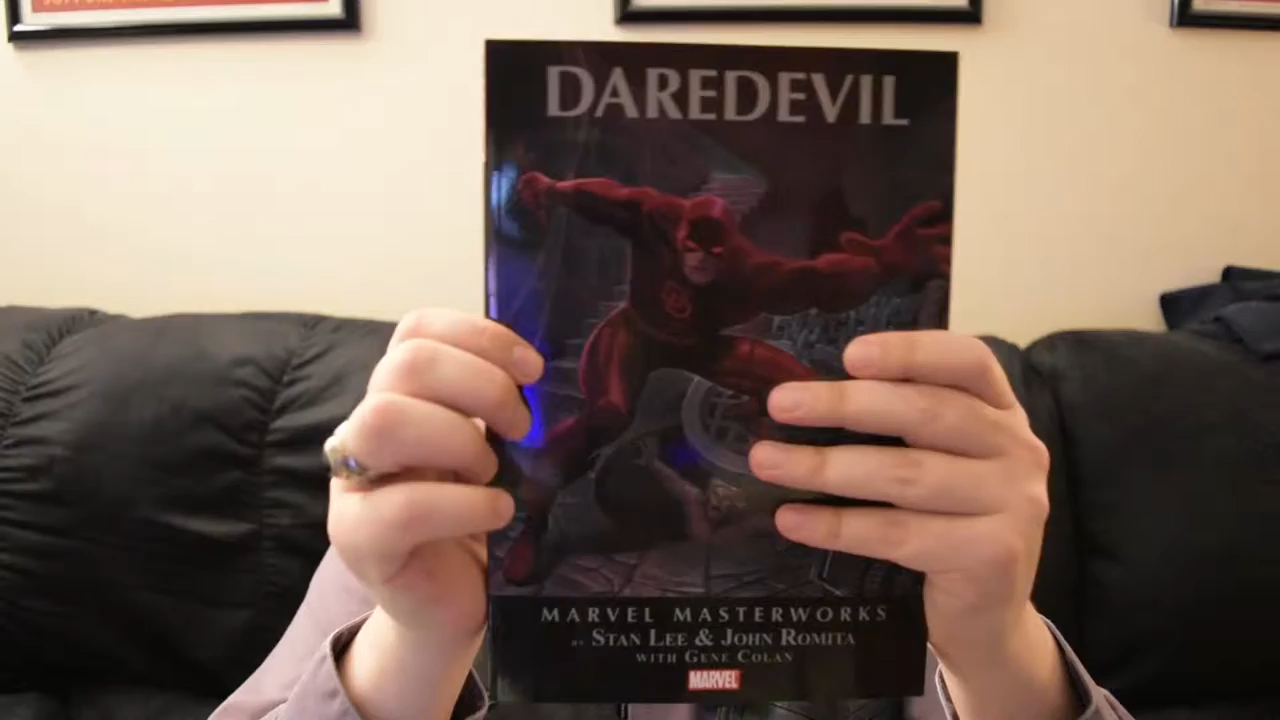 DAREDEVIL
MARVEL MASTERWORKS
BY STAN LEE & JOHN ROMITA
WITH GENE COLAN
MARVEL